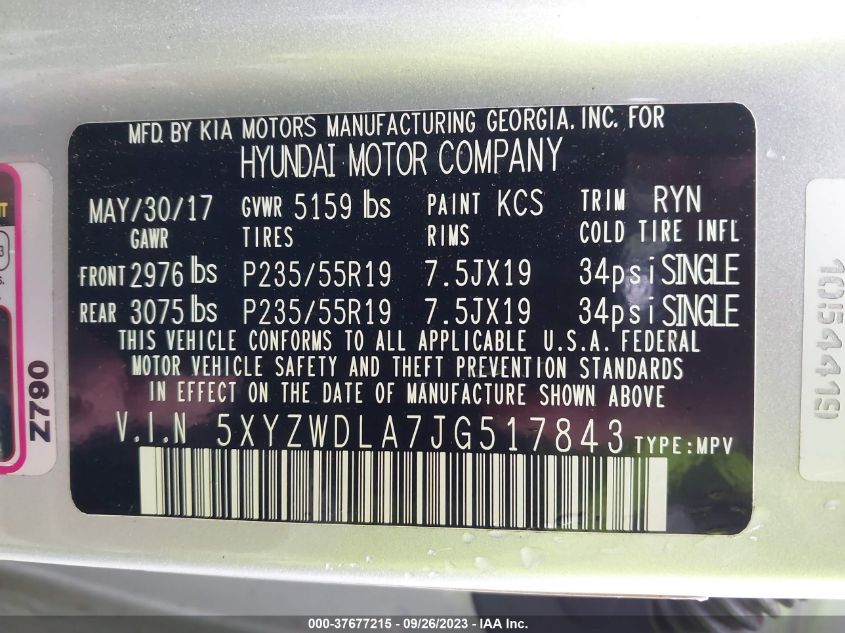 MFD. BY KIA MOTORS MANUFACTURING GEORGIA. INC. FOR
HYUNDAI MOTOR COMPANY
MAY/30/17 GVWR 5159 lbs PAINT KCS TRIM RYN
GAWR TIRES RIMS COLD TIRE INFL
FRONT 2976 lbs P235/55R19 7.5JX19 34psi SINGLE
REAR 3075 lbs P235/55R19 7.5JX19 34psi SINGLE
THIS VEHICLE CONFORMS TO ALL APPLICABLE U.S.A. FEDERAL
MOTOR VEHICLE SAFETY AND THEFT PREVENTION STANDARDS
IN EFFECT ON THE DATE OF MANUFACTURE SHOWN ABOVE
V.I.N 5XYZWDLA7JG517843 TYPE:MPV
Z790
000-37677215 - 09/26/2023 - IAA Inc.